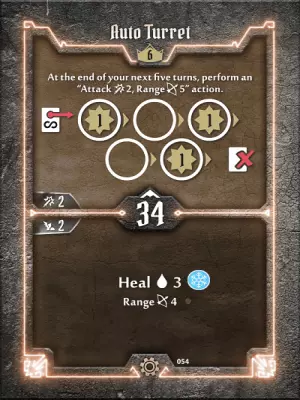 Auto Turret
6
At the end of your next five turns, perform an
“Attack 2, Range 5” action.
S 1 1
1
2
34
2
Heal 3
Range 4
054